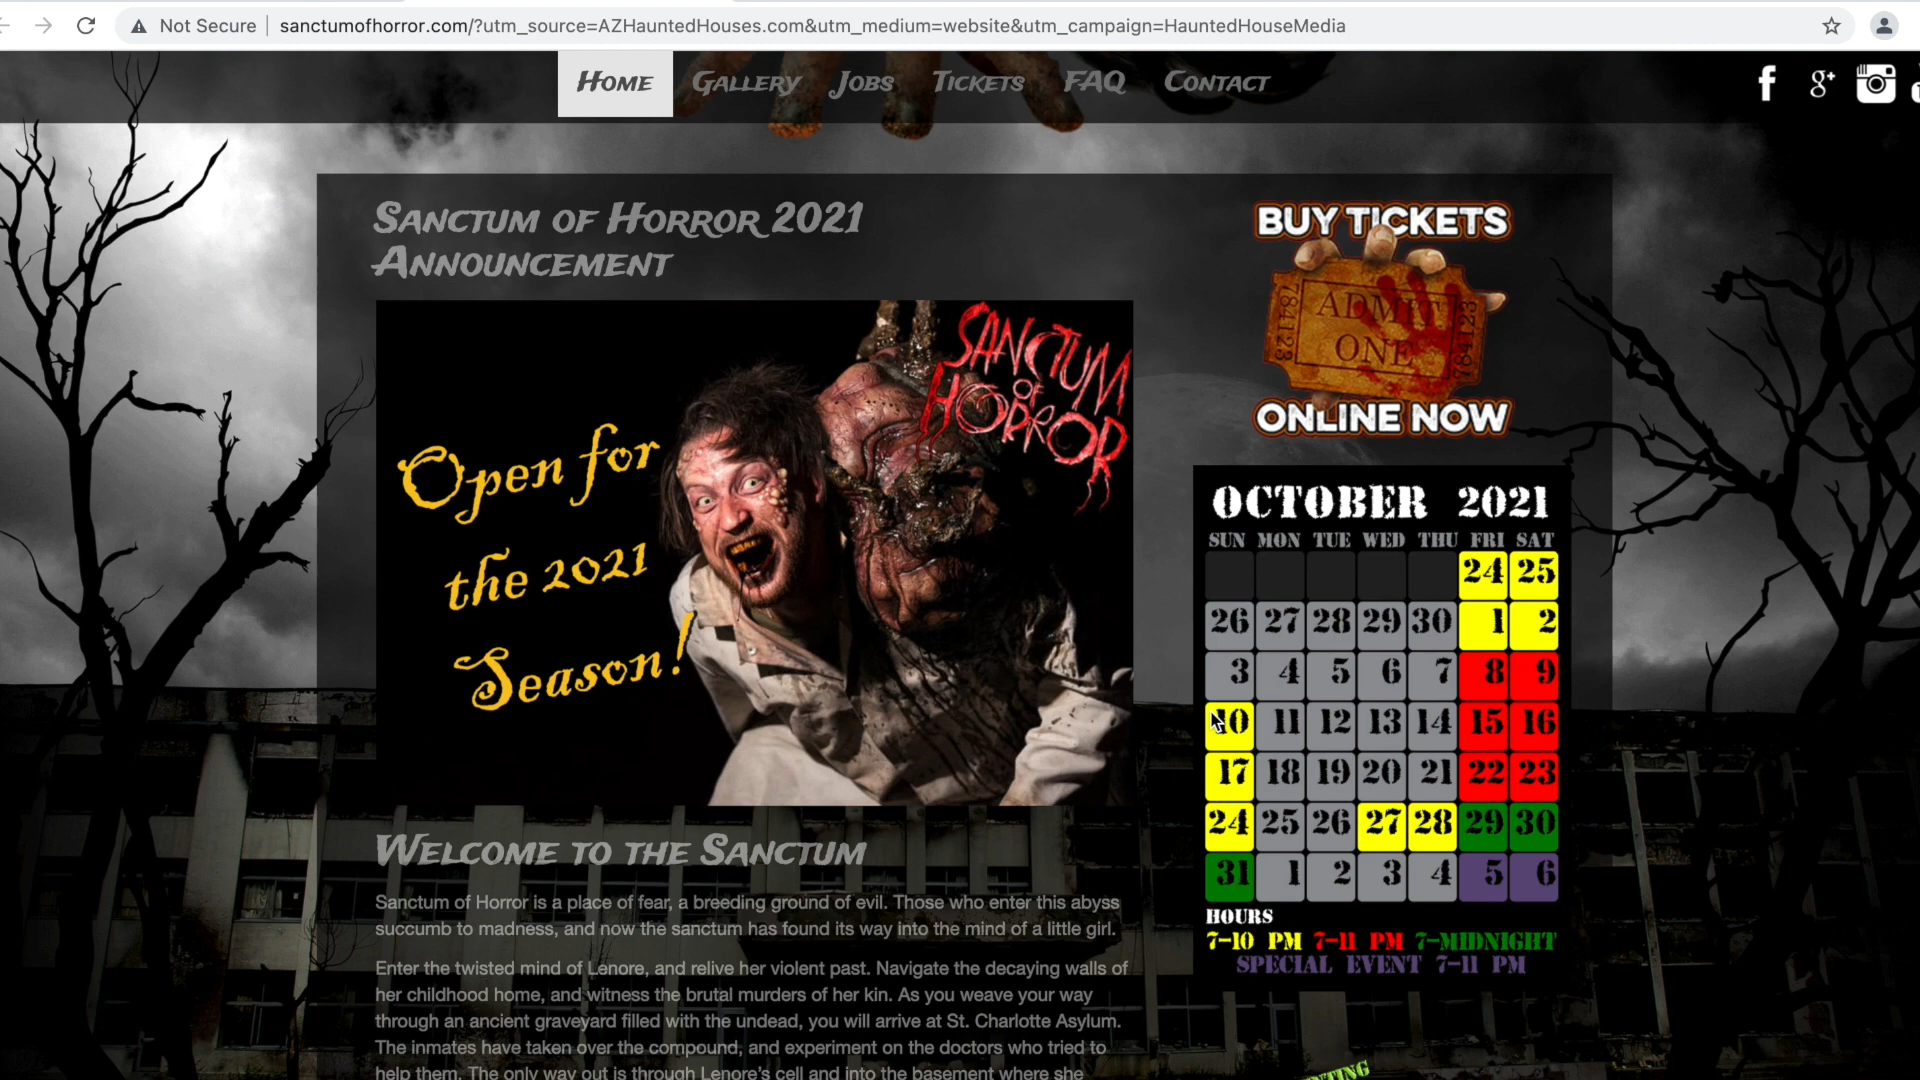 Not Secure
sanctumofhorror.com/?utm_source=AZHauntedHouses.com&utm_medium=website&utm_campaign=HauntedHouseMedia
Home Gallery Jobs Tickets FAQ Contact
f g+
Sanctum of Horror 2021
Announcement
Open for
the 2021
Season!
SANCTUM
OF
HORROR
Welcome to the Sanctum
Sanctum of Horror is a place of fear, a breeding ground of evil. Those who enter this abyss
succumb to madness, and now the sanctum has found its way into the mind of a little girl.
Enter the twisted mind of Lenore, and relive her violent past. Navigate the decaying walls of
her childhood home, and witness the brutal murders of her kin. As you weave your way
through an ancient graveyard filled with the undead, you will arrive at St. Charlotte Asylum.
The inmates have taken over the compound, and experiment on the doctors who tried to
help them. The only way out is through Lenore's cell and into the basement where she
BUY TICKETS
784123 ADMIT 784123
ONE
ONLINE NOW
OCTOBER 2021
SUN MON TUE WED THU FRI SAT
24 25
26 27 28 29 30 1 2
3 4 5 6 7 8 9
10 11 12 13 14 15 16
17 18 19 20 21 22 23
24 25 26 27 28 29 30
31 1 2 3 4 5 6
HOURS
7-10 PM 7-11 PM 7-MIDNIGHT
SPECIAL EVENT 7-11 PM